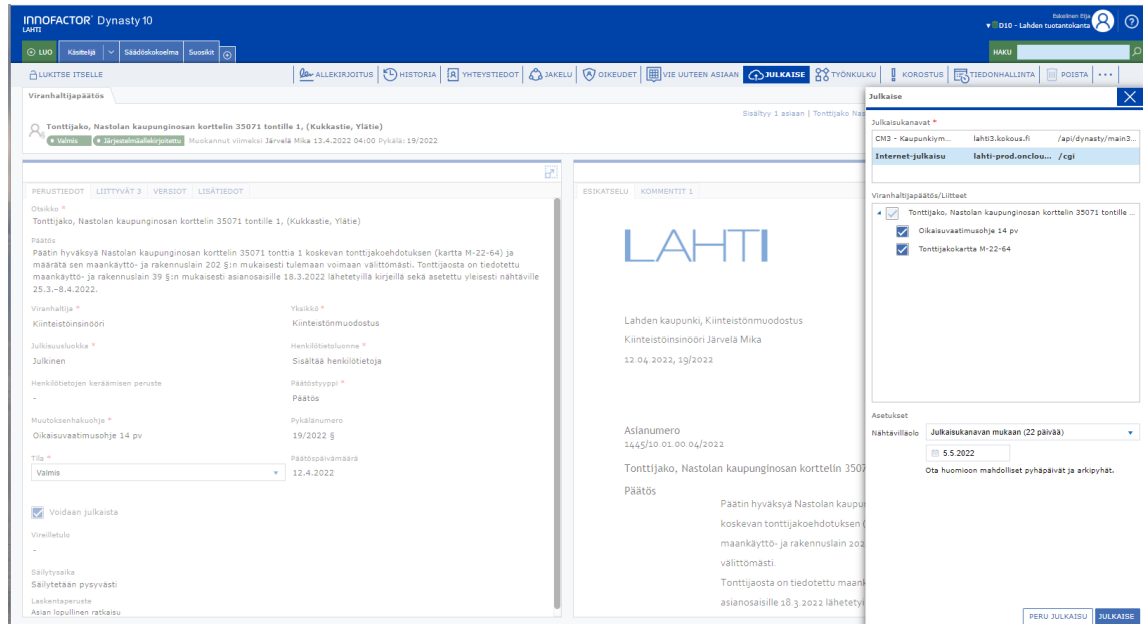 INNOFACTOR® Dynasty 10
LAHTI
Eskelinen Eija
D10 - Lahden tuotantokanta
LUO
Käsittelijä
Säädöskokoelma
Suosikit
HAKU
LUKITSE ITSELLE
ALLEKIRJOITUS
HISTORIA
YHTEYSTIEDOT
JAKELU
OIKEUDET
VIE UUTEEN ASIAAN
JULKAISE
TYÖNKULKU
KOROSTUS
TIEDONHALLINTA
POISTA
Viranhaltijapäätös
Sisältyy 1 asiaan | Tonttijako Nas
Tonttijako, Nastolan kaupunginosan korttelin 35071 tontille 1, (Kukkastie, Ylätie)
Valmis
Järjestelmäallekirjoitettu
Muokannut viimeksi Järvelä Mika 13.4.2022 04:00 Pykälä: 19/2022
PERUSTIEDOT
LIITTYVÄT 3
VERSIOT
LISÄTIEDOT
Otsikko *
Tonttijako, Nastolan kaupunginosan korttelin 35071 tontille 1, (Kukkastie, Ylätie)
Päätös
Päätin hyväksyä Nastolan kaupunginosan korttelin 35071 tonttia 1 koskevan tonttijakoehdotuksen (kartta M-22-64) ja
määrätä sen maankäyttö- ja rakennuslain 202 §:n mukaisesti tulemaan voimaan välittömästi. Tonttijaosta on tiedotettu
maankäyttö- ja rakennuslain 39 §:n mukaisesti asianosaisille 18.3.2022 lähetetyillä kirjeillä sekä asetettu yleisesti nähtäville
25.3.–8.4.2022.
Viranhaltija *
Yksikkö *
Kiinteistöinsinööri
Kiinteistönmuodostus
Julkisuusluokka *
Henkilötietoluonne *
Julkinen
Sisältää henkilötietoja
Henkilötietojen keräämisen peruste
Päätöstyyppi *
-
Päätös
Muutoksenhakuohje *
Pykälänumero
Oikaisuvaatimusohje 14 pv
19/2022 §
Tila *
Päätöspäivämäärä
Valmis
12.4.2022
Voidaan julkaista
Vireilletulo
-
Säilytysaika
Säilytetään pysyvästi
Laskentaperuste
Asian lopullinen ratkaisu
ESIKATSELU
KOMMENTIT 1
LAHTI
Lahden kaupunki, Kiinteistönmuodostus
Kiinteistöinsinööri Järvelä Mika
12.04.2022, 19/2022
Asianumero
1445/10.01.00.04/2022
Tonttijako, Nastolan kaupunginosan korttelin 3507
Päätös
Päätin hyväksyä Nastolan kaupu
koskevan tonttijakoehdotuksen (
maankäyttö- ja rakennuslain 202
välittömästi.
Tonttijaosta on tiedotettu maank
asianosaisille 18.3.2022 lähetetyi
Julkaise
Julkaisukanavat *
CM3 - Kaupunkiym...
lahti3.kokous.fi
/api/dynasty/main3...
Internet-julkaisu
lahti-prod.onclou...
/cgi
Viranhaltijapäätös/Liitteet
Tonttijako, Nastolan kaupunginosan korttelin 35071 tontille ...
Oikaisuvaatimusohje 14 pv
Tonttijakokartta M-22-64
Asetukset
Nähtävilläolo
Julkaisukanavan mukaan (22 päivää)
5.5.2022
Ota huomioon mahdolliset pyhäpäivät ja arkipyhät.
PERU JULKAISU
JULKAISE